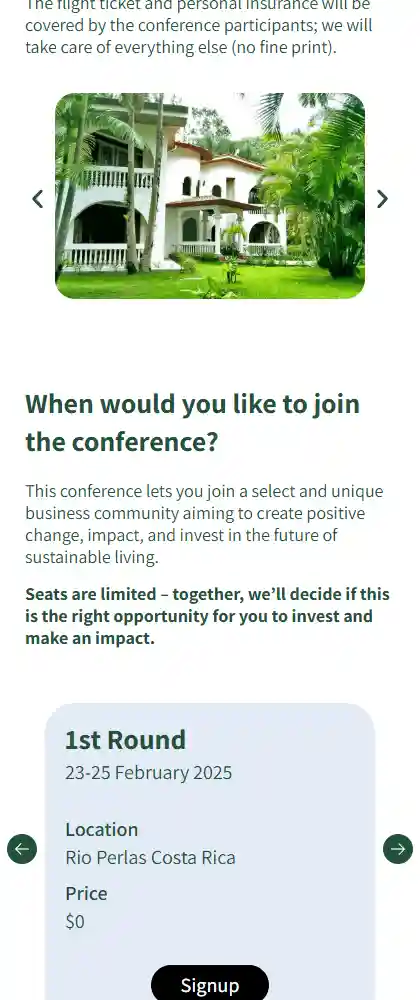 The flight ticket and personal insurance will be
covered by the conference participants; we will
take care of everything else (no fine print).
When would you like to join
the conference?
This conference lets you join a select and unique
business community aiming to create positive
change, impact, and invest in the future of
sustainable living.
Seats are limited – together, we’ll decide if this
is the right opportunity for you to invest and
make an impact.
1st Round
23-25 February 2025
Location
Rio Perlas Costa Rica
Price
$0
Signup